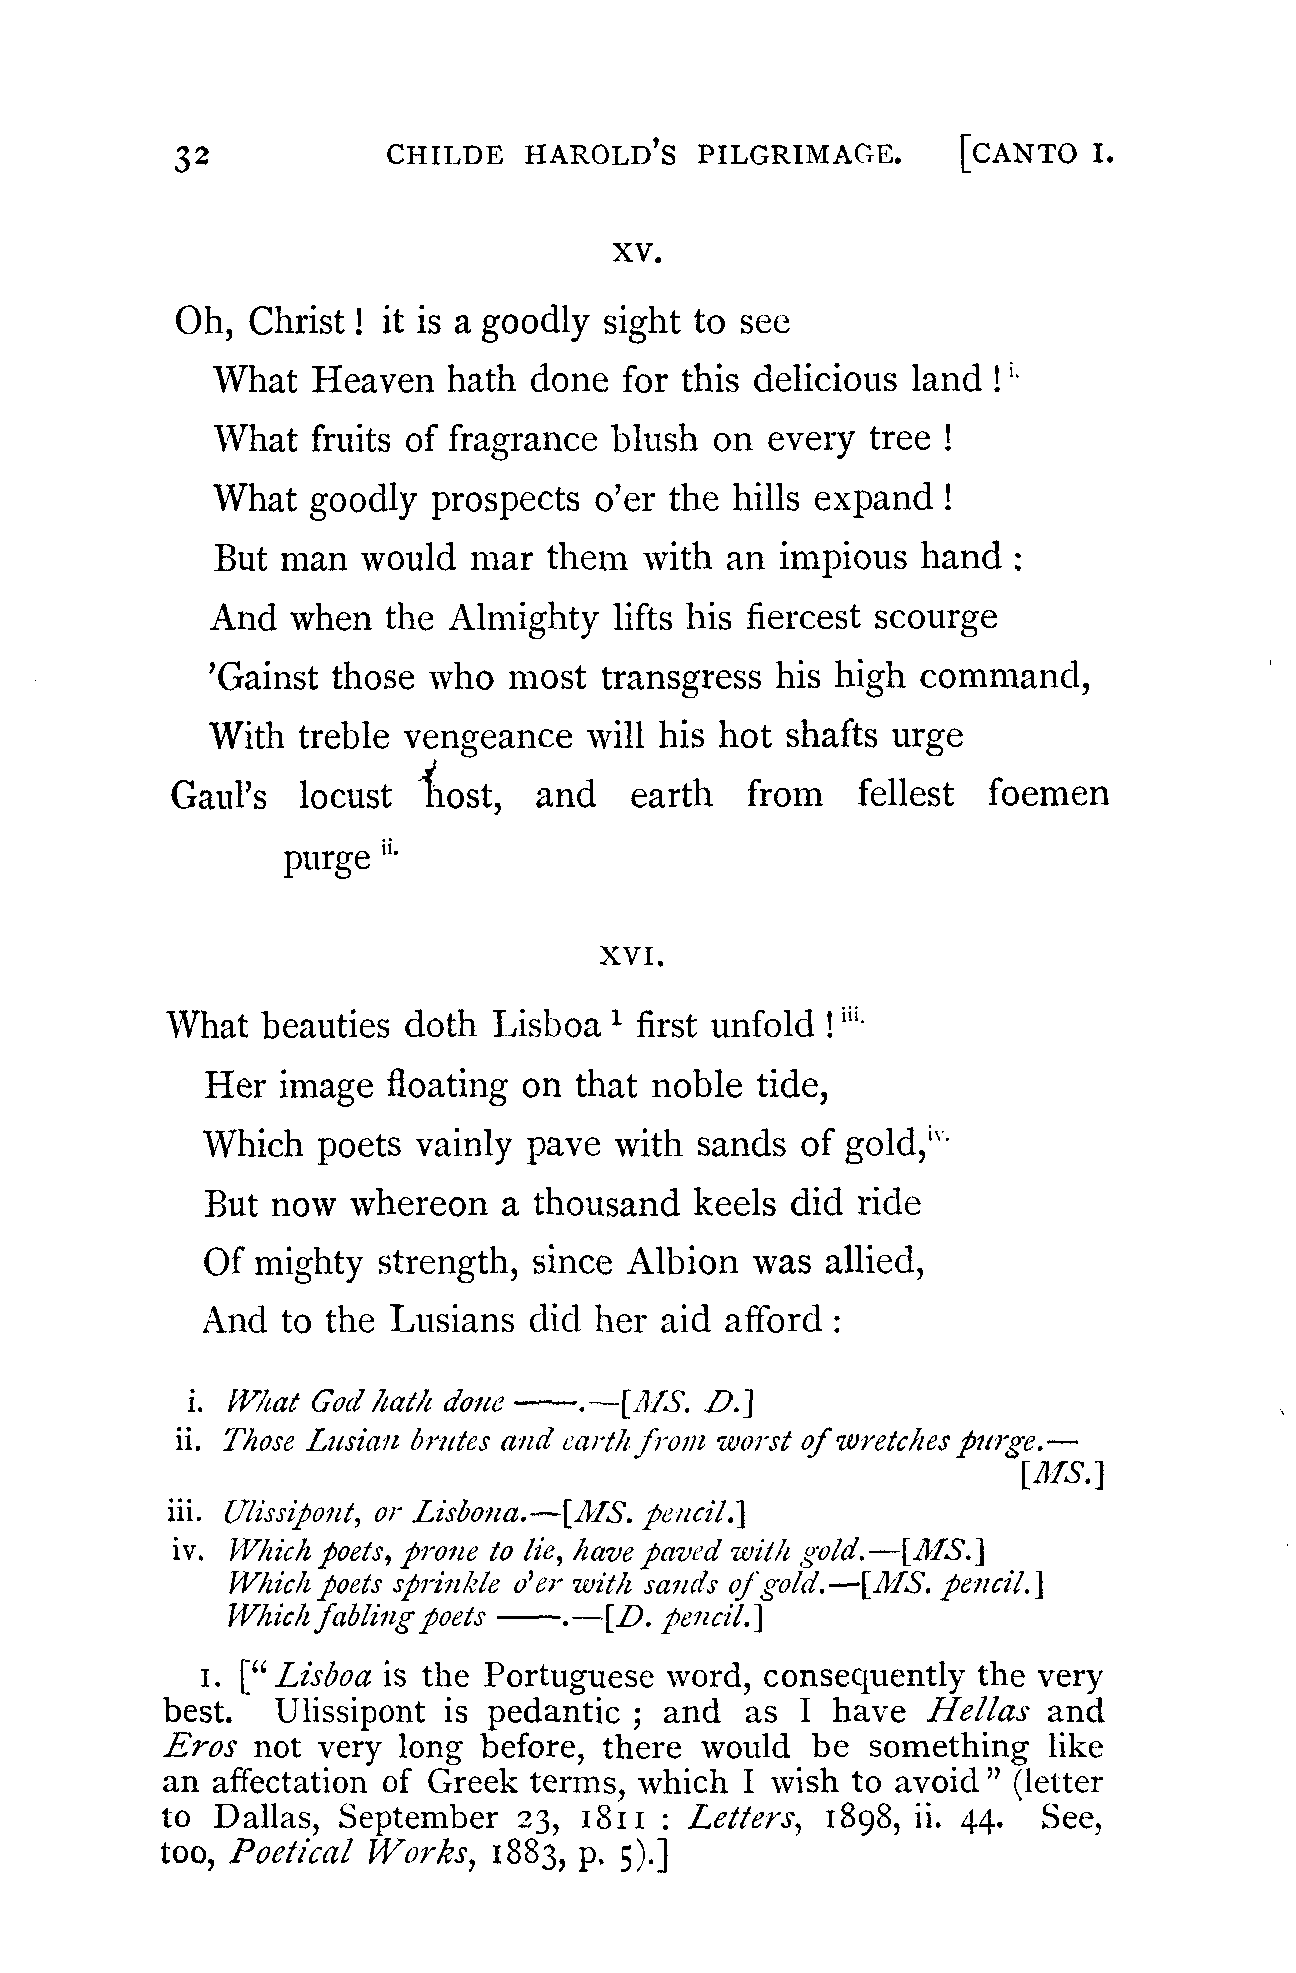 32 CHILDE HAROLD'S PILGRIMAGE. [CANTO I.
XV.
Oh, Christ! it is a goodly sight to see
What Heaven hath done for this delicious land! i.
What fruits of fragrance blush on every tree!
What goodly prospects o'er the hills expand!
But man would mar them with an impious hand:
And when the Almighty lifts his fiercest scourge
'Gainst those who most transgress his high command,
With treble vengeance will his hot shafts urge
Gaul's locust host, and earth from fellest foemen
purge ii.
XVI.
What beauties doth Lisboa 1 first unfold! iii.
Her image floating on that noble tide,
Which poets vainly pave with sands of gold, iv.
But now whereon a thousand keels did ride
Of mighty strength, since Albion was allied,
And to the Lusians did her aid afford:
i. What God hath done ——.—[MS. D.]
ii. Those Lusian brutes and earth from worst of wretches purge.—
[MS.]
iii. Ulissipont, or Lisbona.—[MS. pencil.]
iv. Which poets, prone to lie, have paved with gold.—[MS.]
Which poets sprinkle o'er with sands of gold.—[MS. pencil.]
Which fabling poets ——.—[D. pencil.]
1. ["Lisboa is the Portuguese word, consequently the very
best. Ulissipont is pedantic; and as I have Hellas and
Eros not very long before, there would be something like
an affectation of Greek terms, which I wish to avoid" (letter
to Dallas, September 23, 1811: Letters, 1898, ii. 44. See,
too, Poetical Works, 1883, p. 5).]